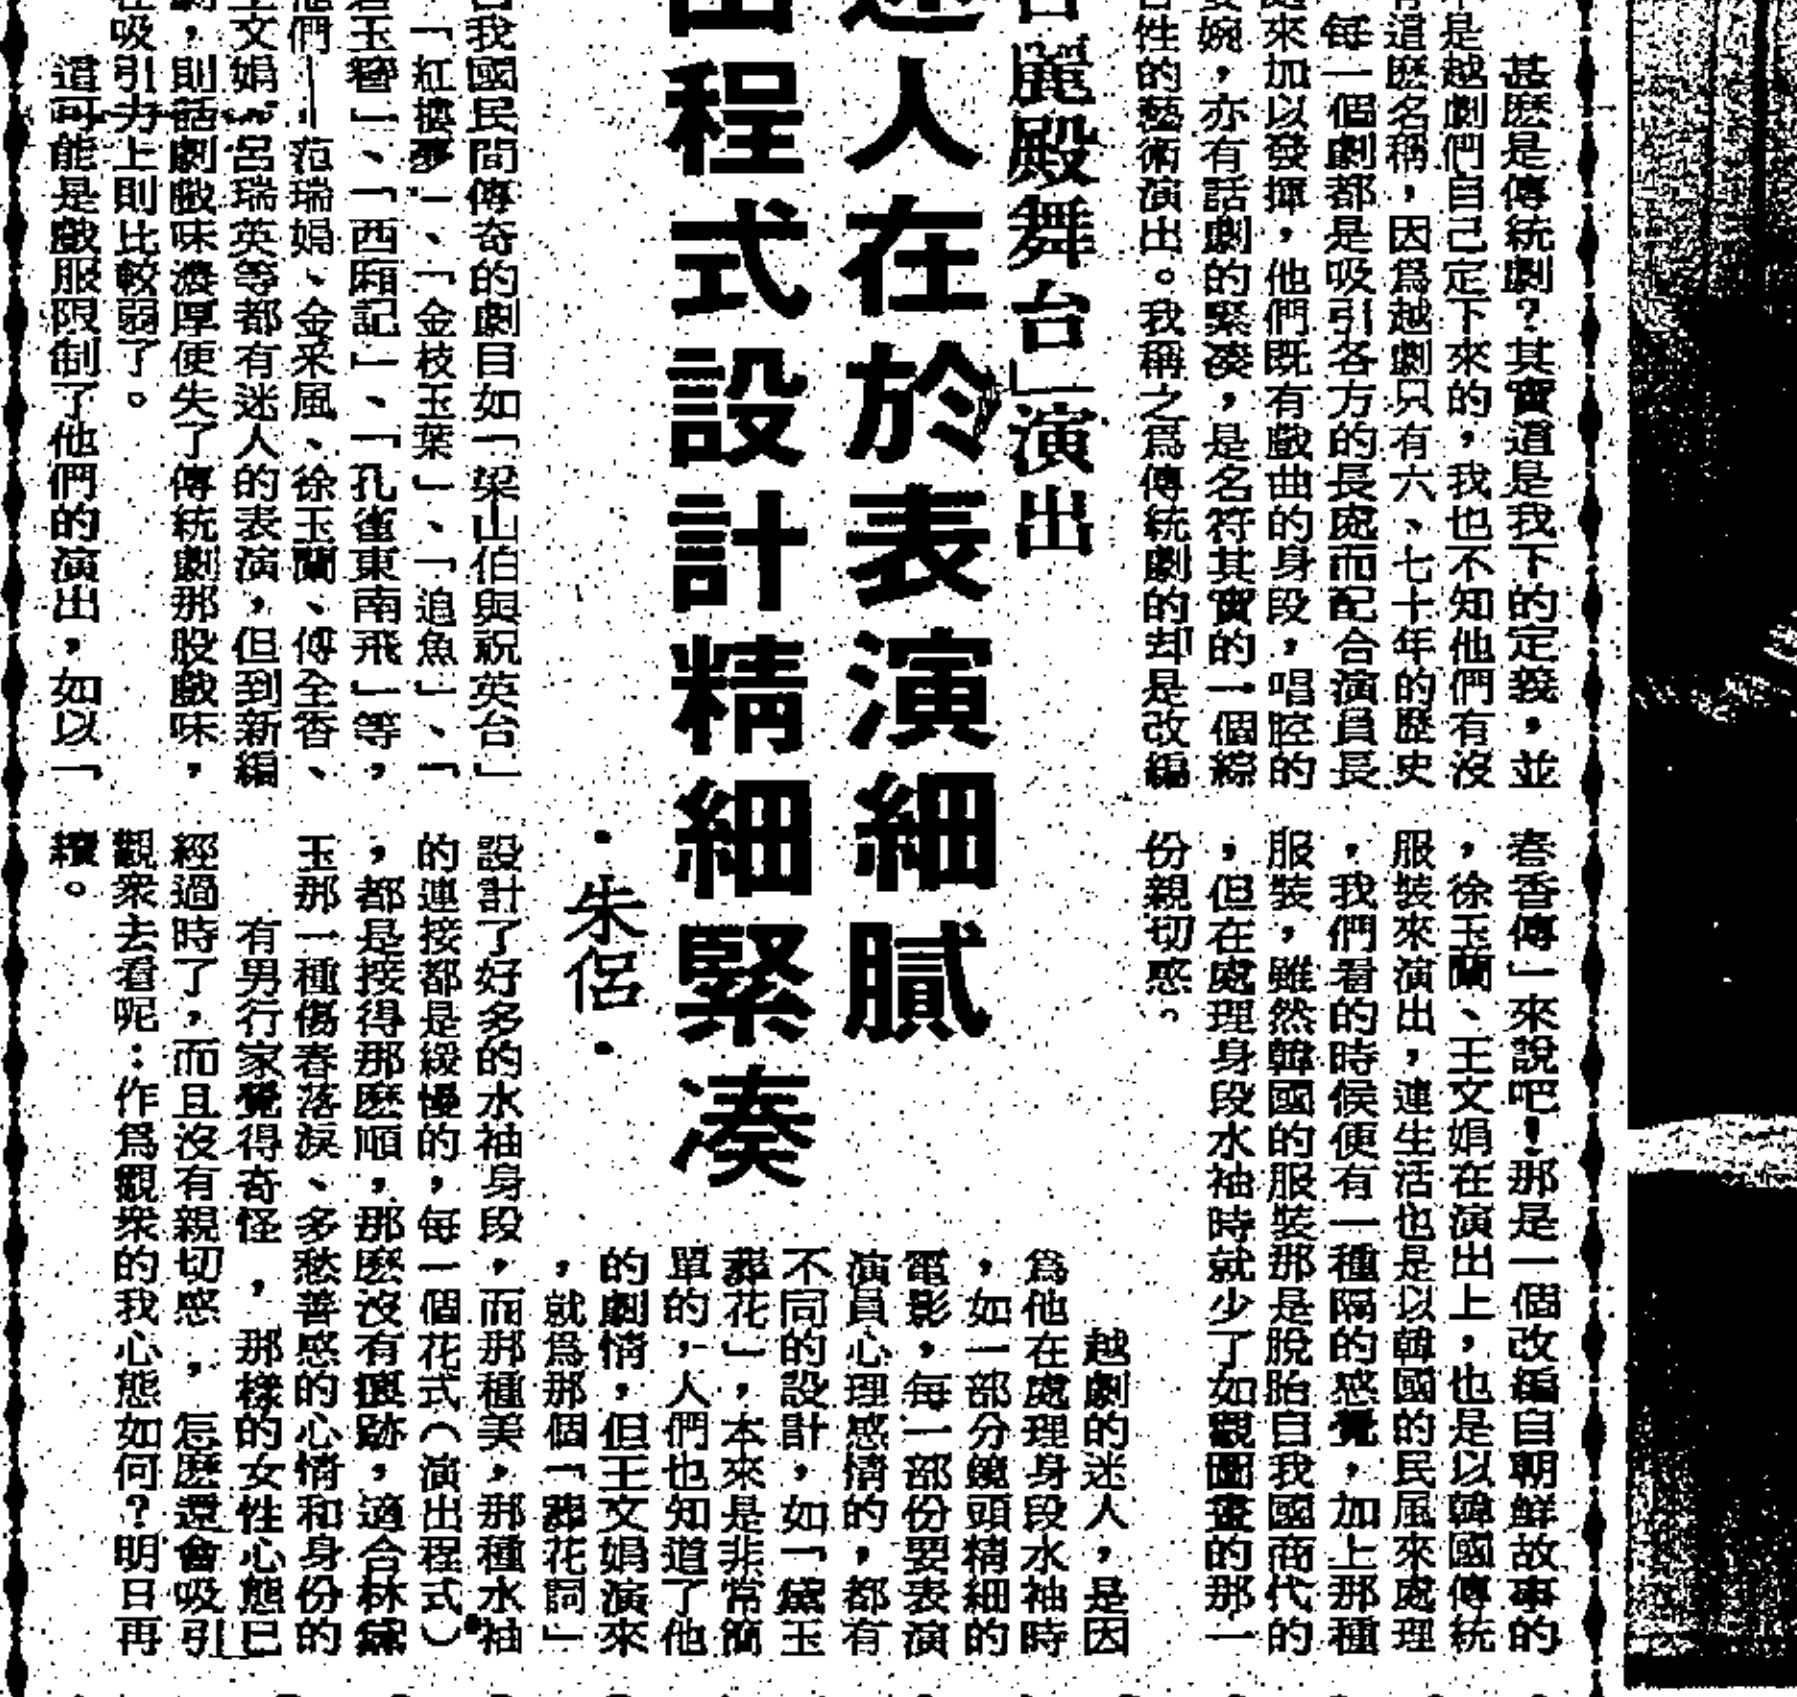 甚麽是傳統劇？其實這是我下的定義，並
是越劇們自己定下來的，我也不知他們有沒
這麽名稱，因爲越劇只有六、七十年的歷史
每一個劇都是吸引各方的長處而配合演員長
來加以發揮，他們既有戲曲的身段，唱腔的
婉，亦有話劇的緊凑，是名符其實的一個綜
性的藝術演出。我稱之爲傳統劇的却是改編
麗殿舞台」演出
迷人在於表演細膩
出程式設計精細緊凑
・朱侶・
我國民間傳奇的劇目如「梁山伯與祝英台」
「紅樓夢」、「金枝玉葉」、「追魚」、「
玉簪」、「西廂記」、「孔雀東南飛」等，
他們——范瑞娟、金采風、徐玉蘭、傅全香、
文娟、呂瑞英等都有迷人的表演，但到新編
劇，則話劇戲味濃厚使失了傳統劇那股戲味，
在吸引力上則比較弱了。
這可能是戲服限制了他們的演出，如以「
春香傳」來說吧！那是一個改編自朝鮮故事的
，徐玉蘭、王文娟在演出上，也是以韓國傳統
服裝來演出，連生活也是以韓國的民風來處理
，我們看的時候便有一種隔的感覺，加上那種
服裝，雖然韓國的服裝那是脫胎自我國商代的
，但在處理身段水袖時就少了如觀圖畫的那一
份親切感。
越劇的迷人，是因
爲他在處理身段水袖時
，如一部分鏡頭精細的
電影，每一部份要表演
演員心理感情的，都有
不同的設計，如「黛玉
葬花」，本來是非常簡
單的，人們也知道了他
的劇情，但王文娟演來
，就爲那個「葬花詞」
設計了好多的水袖身段，而那種美，那種水袖
的連接都是緩慢的，每一個花式（演出程式）
，都是接得那麽順，那麽沒有痕跡，適合林黛
玉那一種傷春落淚、多愁善感的心情和身份的
有男行家覺得奇怪，那樣的女性心態已
經過時了，而且沒有親切感，怎麽還會吸引
觀衆去看呢：作爲觀衆的我心態如何？明日再
續。